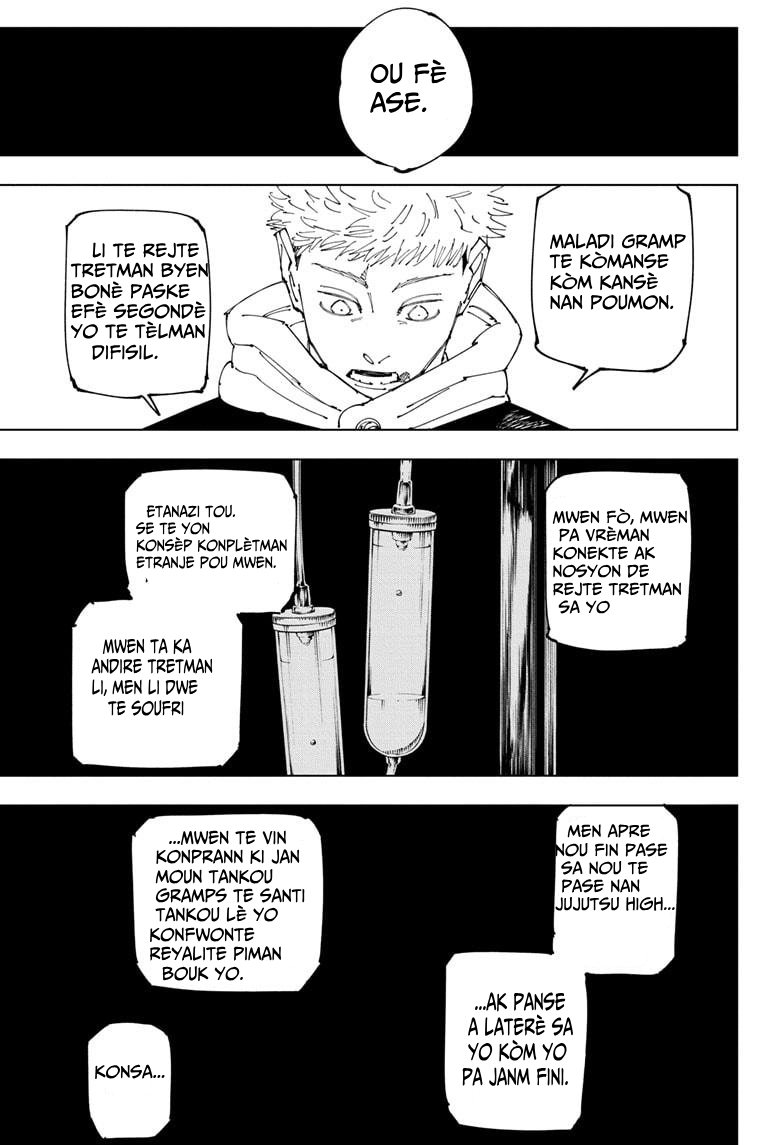 OU FÈ
ASE.
MALADI GRAMP
TE KÒMANSE
KÒM KANSÈ
NAN POUMON.
LI TE REJTE
TRETMAN BYEN
BONÈ PASKE
EFÈ SEGONDÈ
YO TE TÈLMAN
DIFISIL.
MWEN FÒ, MWEN
PA VRÈMAN
KONEKTE AK
NOSYON DE
REJTE TRETMAN
SA YO
ETANAZI TOU.
SE TE YON
KONSÈP KONPLÈTMAN
ETRANJE POU MWEN.
MWEN TA KA
ANDIRE TRETMAN
LI, MEN LI DWE
TE SOUFRI
MEN APRE
NOU FIN PASE
SA NOU TE
PASE NAN
JUJUTSU HIGH...
...AK PANSE
A LATERÈ SA
YO KÒM YO
PA JANM FINI.
...MWEN TE VIN
KONPRANN KI JAN
MOUN TANKOU
GRAMPS TE SANTI
TANKOU LÈ YO
KONFWONTE
REYALITE PIMAN
BOUK YO.
KONSA...